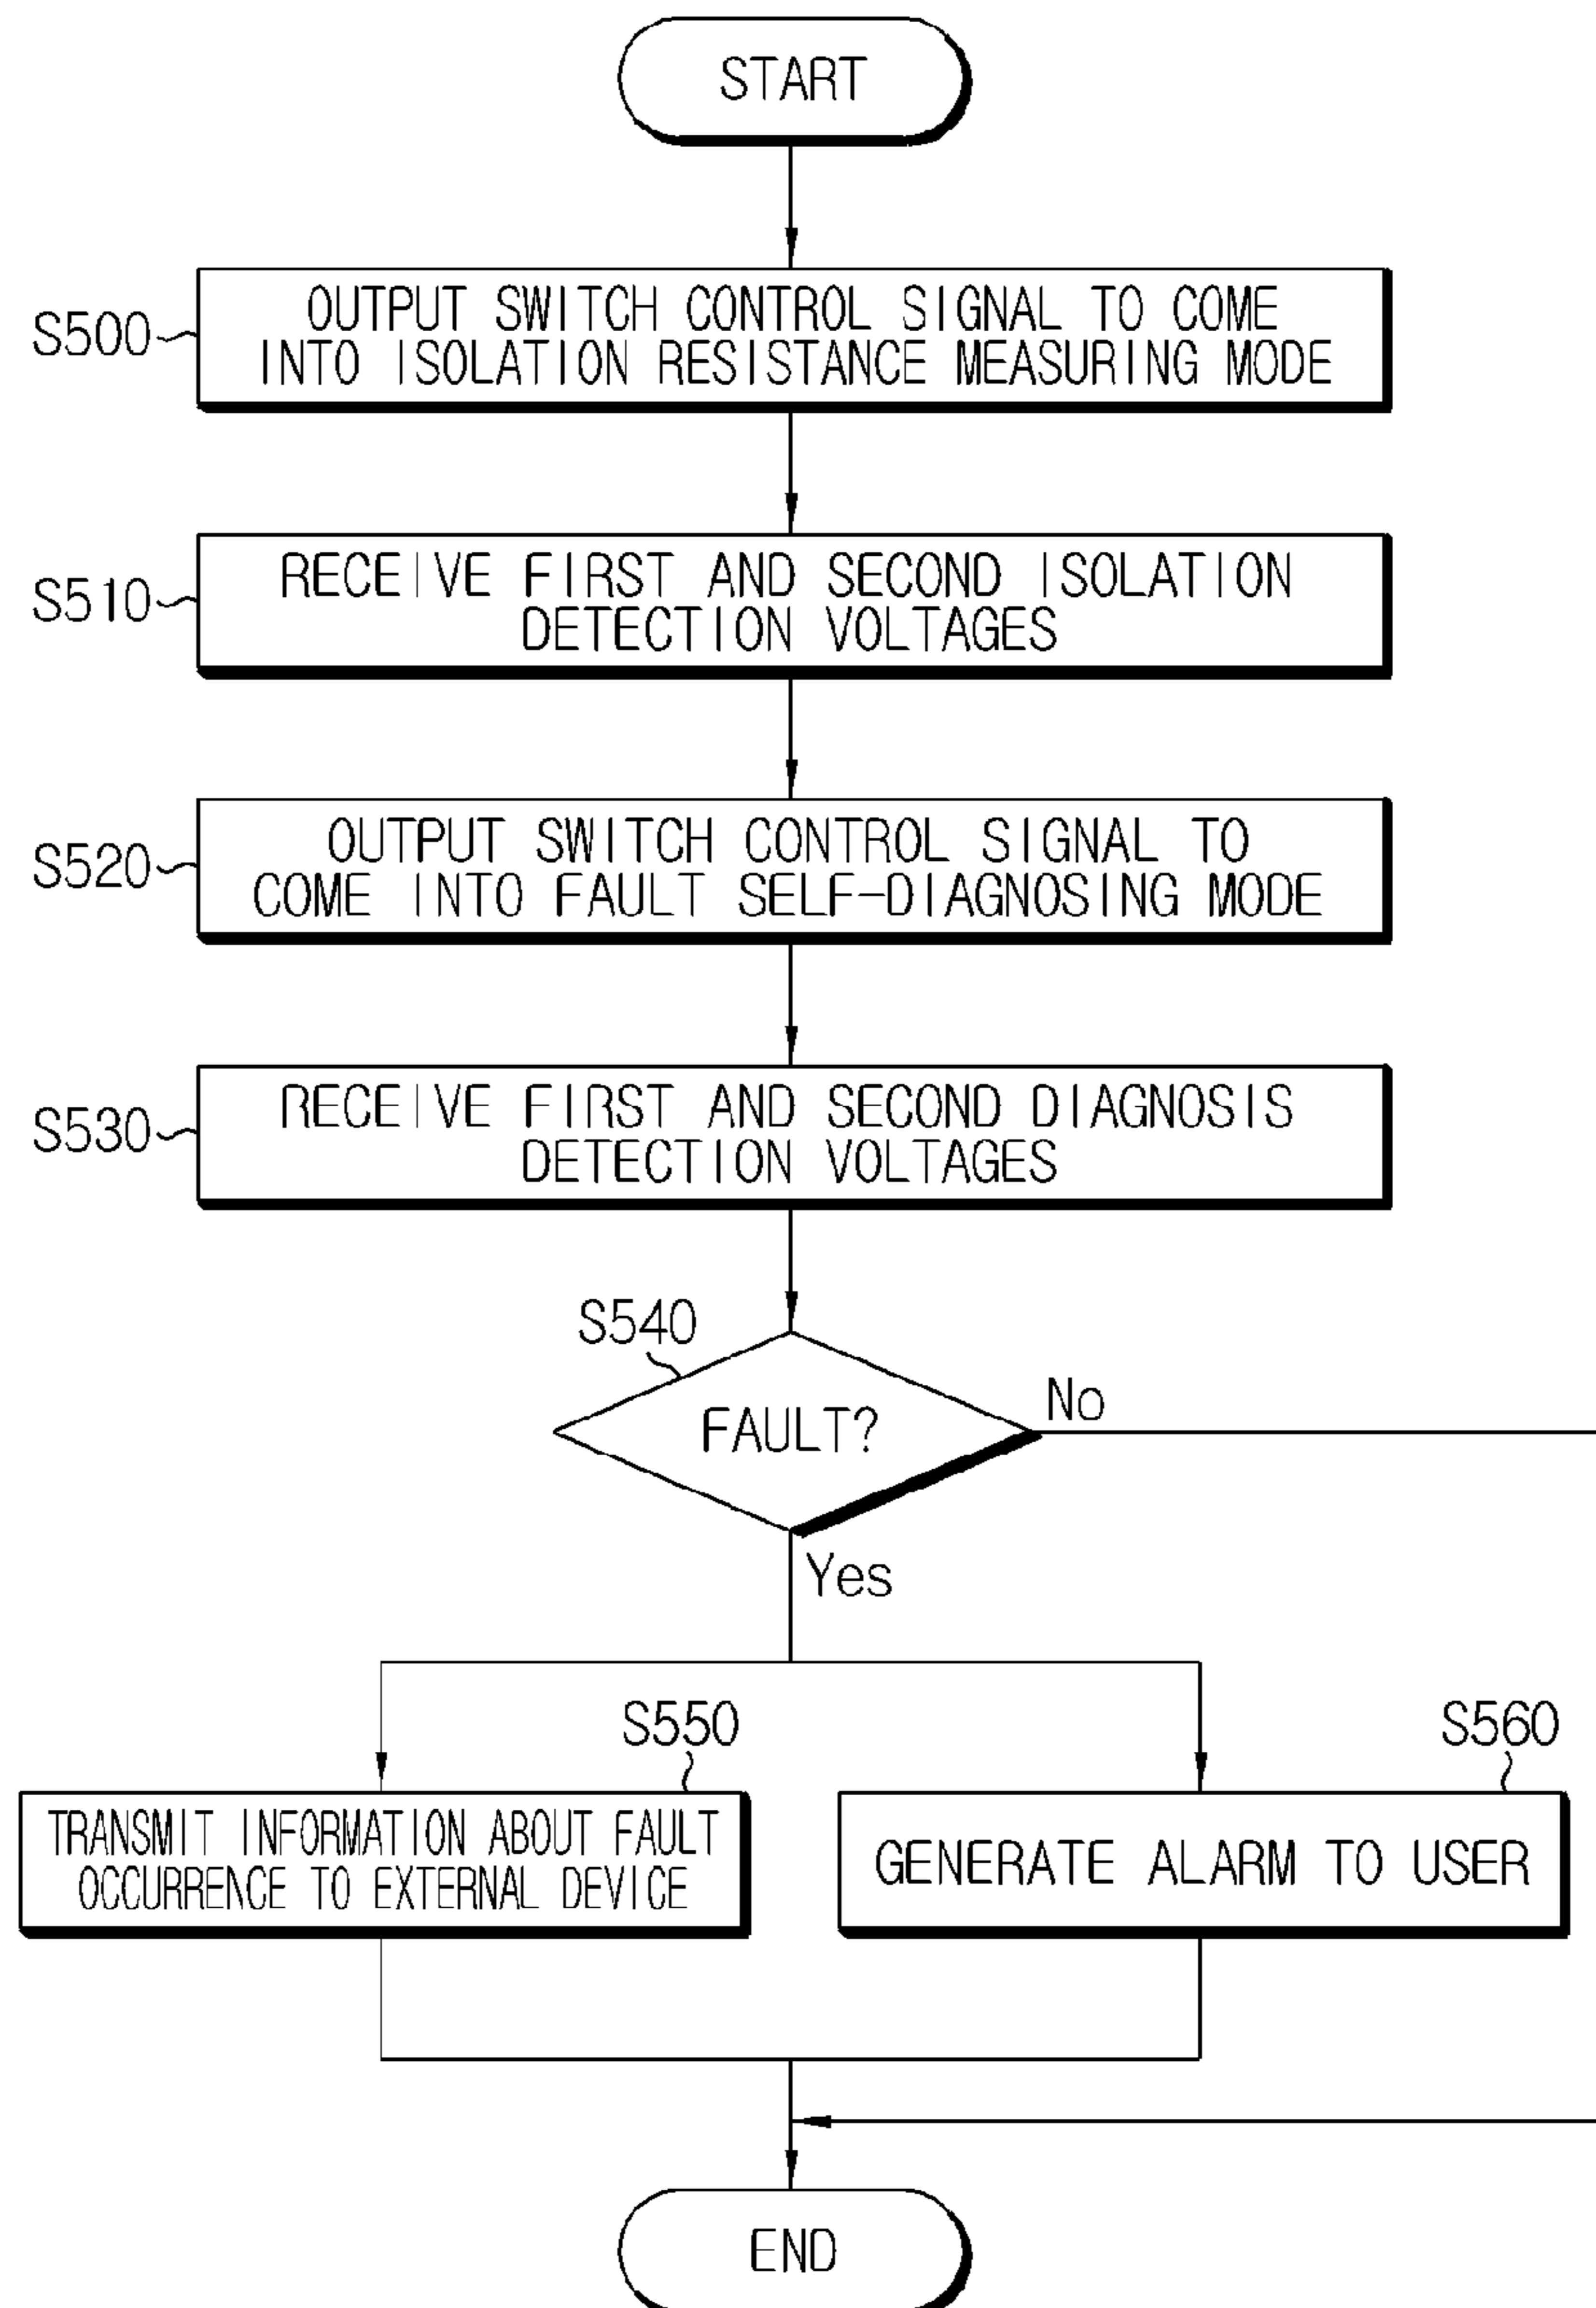 START
S500
OUTPUT SWITCH CONTROL SIGNAL TO COME
INTO ISOLATION RESISTANCE MEASURING MODE
S510
RECEIVE FIRST AND SECOND ISOLATION
DETECTION VOLTAGES
S520
OUTPUT SWITCH CONTROL SIGNAL TO
COME INTO FAULT SELF-DIAGNOSING MODE
S530
RECEIVE FIRST AND SECOND DIAGNOSIS
DETECTION VOLTAGES
S540
FAULT?
No
Yes
S550
TRANSMIT INFORMATION ABOUT FAULT
OCCURRENCE TO EXTERNAL DEVICE
S560
GENERATE ALARM TO USER
END